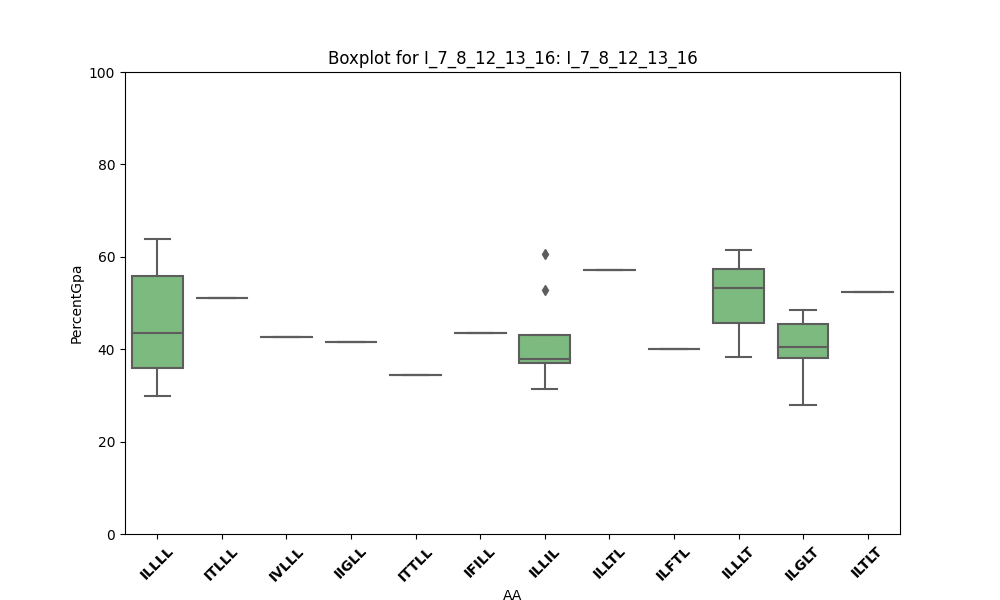 Boxplot for I_7_8_12_13_16: I_7_8_12_13_16
100
80
60
40
20
0
PercentGpa
ILLLL ITLLL IVLLL IIGLL ITTLL IFILL ILLIL ILLTL ILFTL ILLLT ILGLT ILTLT
AA